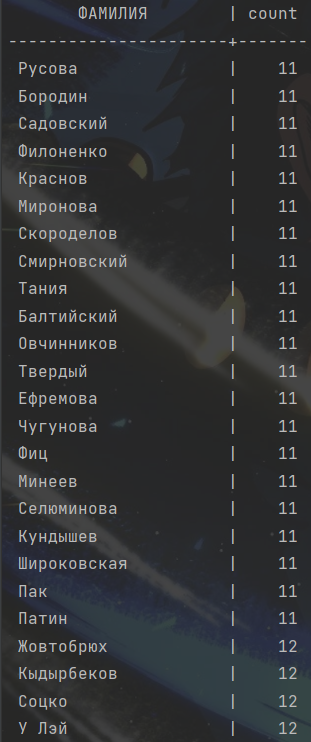 ФАМИЛИЯ | count
----------------------+-------
Русова | 11
Бородин | 11
Садовский | 11
Филоненко | 11
Краснов | 11
Миронова | 11
Скороделов | 11
Смирновский | 11
Тания | 11
Балтийский | 11
Овчинников | 11
Твердый | 11
Ефремова | 11
Чугунова | 11
Фиц | 11
Минеев | 11
Селюминова | 11
Кундышев | 11
Широковская | 11
Пак | 11
Патин | 11
Жовтобрюх | 12
Кыдырбеков | 12
Соцко | 12
У Лэй | 12